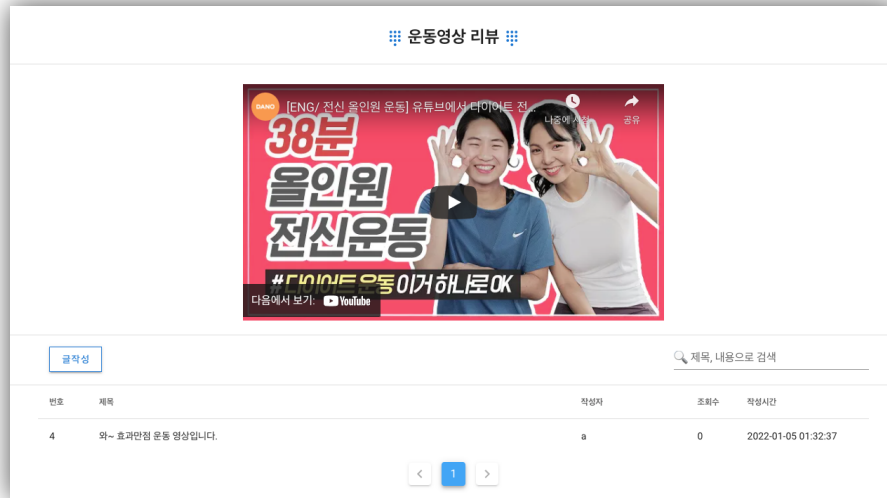 운동영상 리뷰
DANO
[ENG/ 전신 올인원 운동] 유튜브에서 다이어트 전...
나중에 시청
공유
38분
올인원
전신운동
#다이어트 운동 이거 하나로 OK
다음에서 보기: YouTube
글작성
제목, 내용으로 검색
번호 제목 작성자 조회수 작성시간
4 와~ 효과만점 운동 영상입니다. a 0 2022-01-05 01:32:37
1